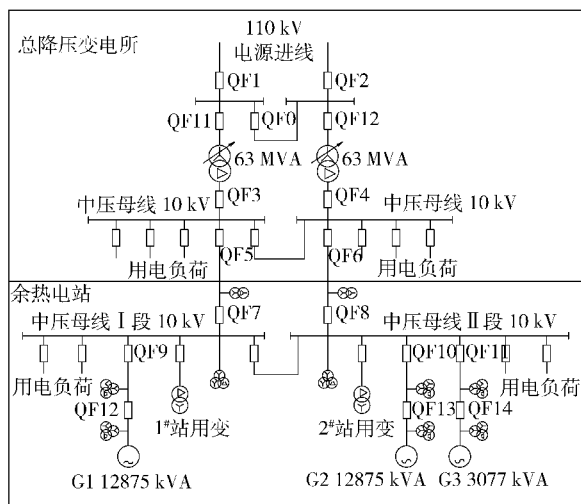 110 kV
总降压变电所
电源进线
QF1 QF2
QF11 QF0 QF12
63 MVA 63 MVA
QF3 QF4
中压母线 10 kV 中压母线 10 kV
QF5 QF6
用电负荷 用电负荷
余热电站
QF7 QF8
中压母线Ⅰ段 10 kV 中压母线Ⅱ段 10 kV
QF9 QF10 QF11
用电负荷 用电负荷
QF12 QF13 QF14
1#站用变 2#站用变
G1 12875 kVA G2 12875 kVA G3 3077 kVA